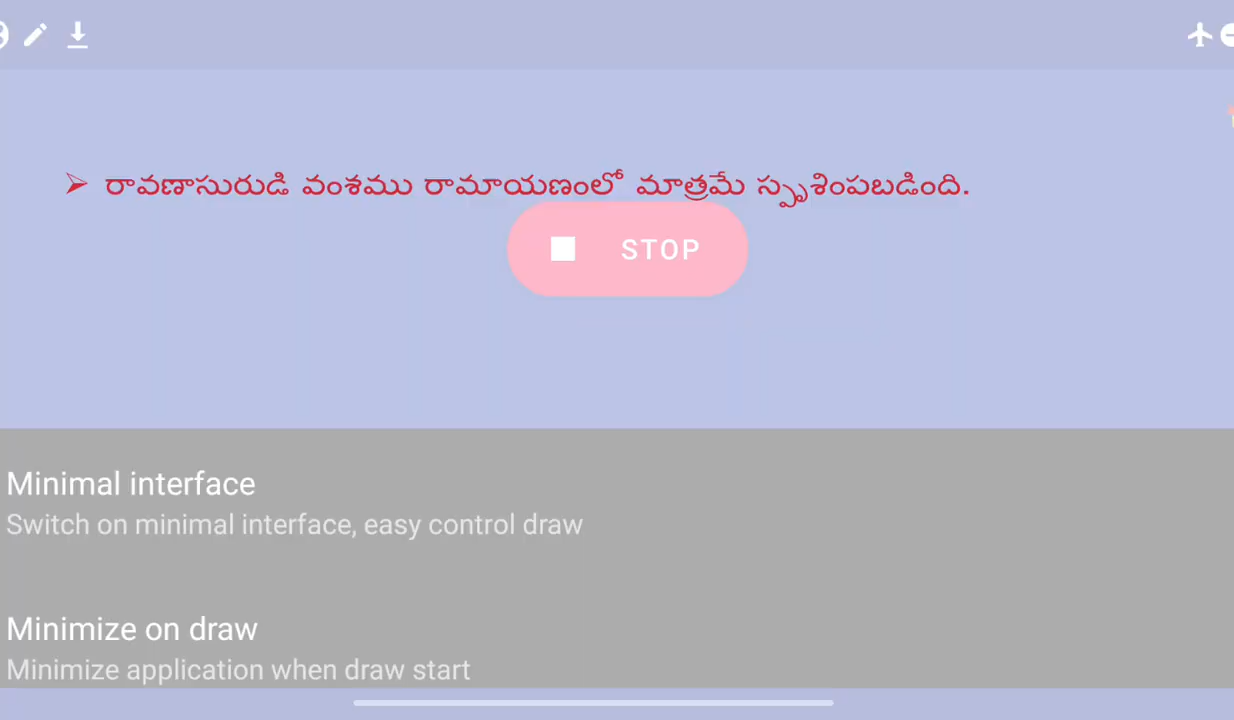 ➢ రావణాసురుడి వంశము రామాయణంలో మాత్రమే స్పృశింపబడింది.
STOP
Minimal interface
Switch on minimal interface, easy control draw
Minimize on draw
Minimize application when draw start